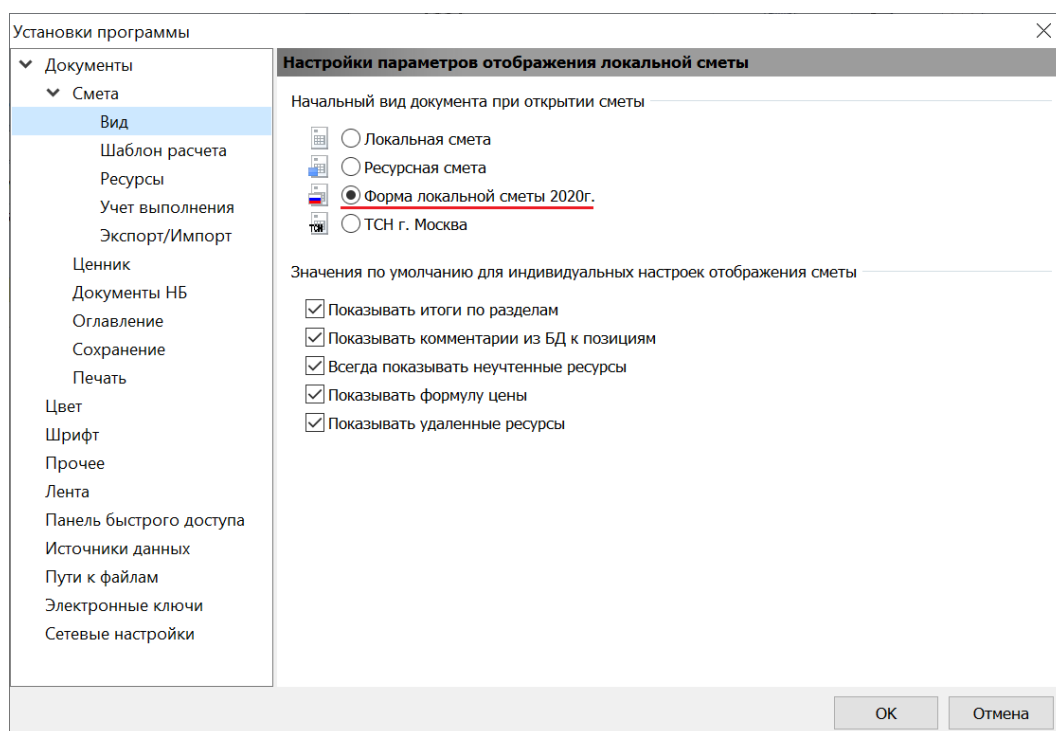 Установки программы
Документы
Смета
Вид
Шаблон расчета
Ресурсы
Учет выполнения
Экспорт/Импорт
Ценник
Документы НБ
Оглавление
Сохранение
Печать
Цвет
Шрифт
Прочее
Лента
Панель быстрого доступа
Источники данных
Пути к файлам
Электронные ключи
Сетевые настройки
Настройки параметров отображения локальной сметы
Начальный вид документа при открытии сметы
Локальная смета
Ресурсная смета
Форма локальной сметы 2020г.
ТСН ТСН г. Москва
Значения по умолчанию для индивидуальных настроек отображения сметы
Показывать итоги по разделам
Показывать комментарии из БД к позициям
Всегда показывать неучтенные ресурсы
Показывать формулу цены
Показывать удаленные ресурсы
ОК Отмена